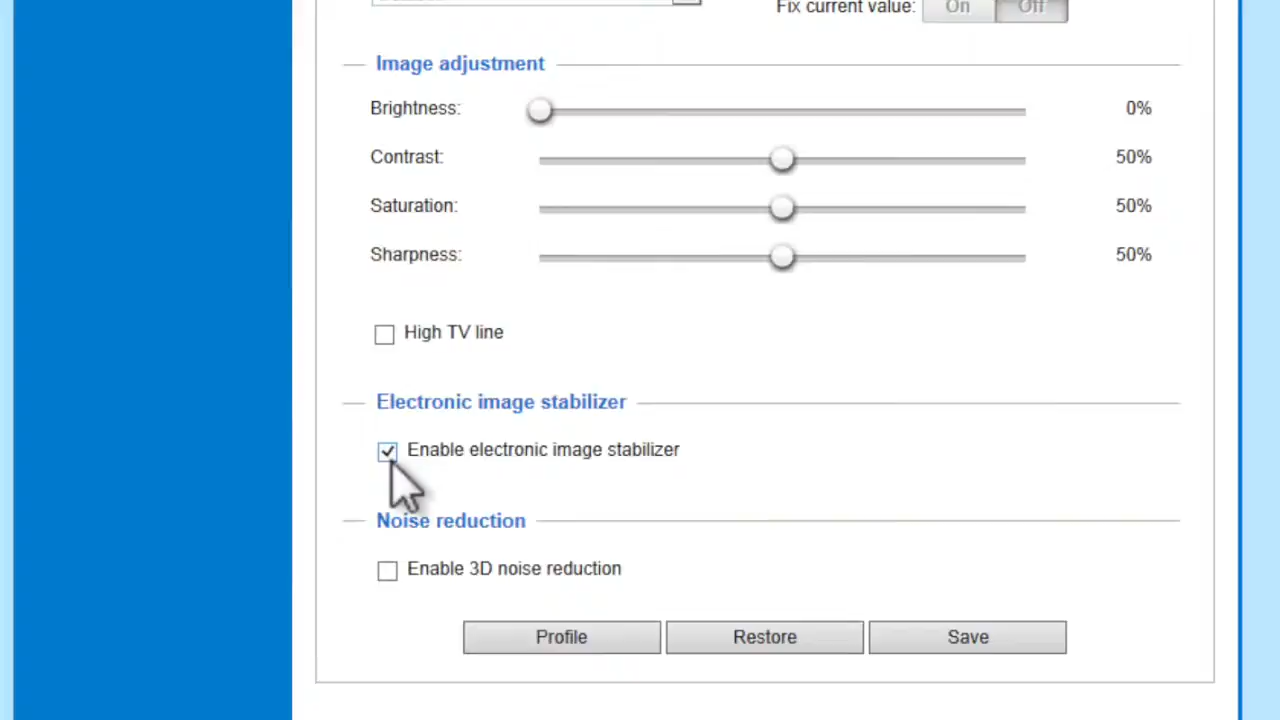 Fix current value: On Off
Image adjustment
Brightness: 0%
Contrast: 50%
Saturation: 50%
Sharpness: 50%
High TV line
Electronic image stabilizer
Enable electronic image stabilizer
Noise reduction
Enable 3D noise reduction
Profile Restore Save